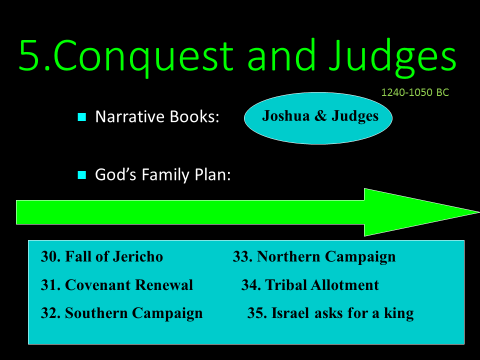 5.Conquest and Judges
1240-1050 BC
Narrative Books: Joshua & Judges
God's Family Plan:
30. Fall of Jericho 33. Northern Campaign
31. Covenant Renewal 34. Tribal Allotment
32. Southern Campaign 35. Israel asks for a king